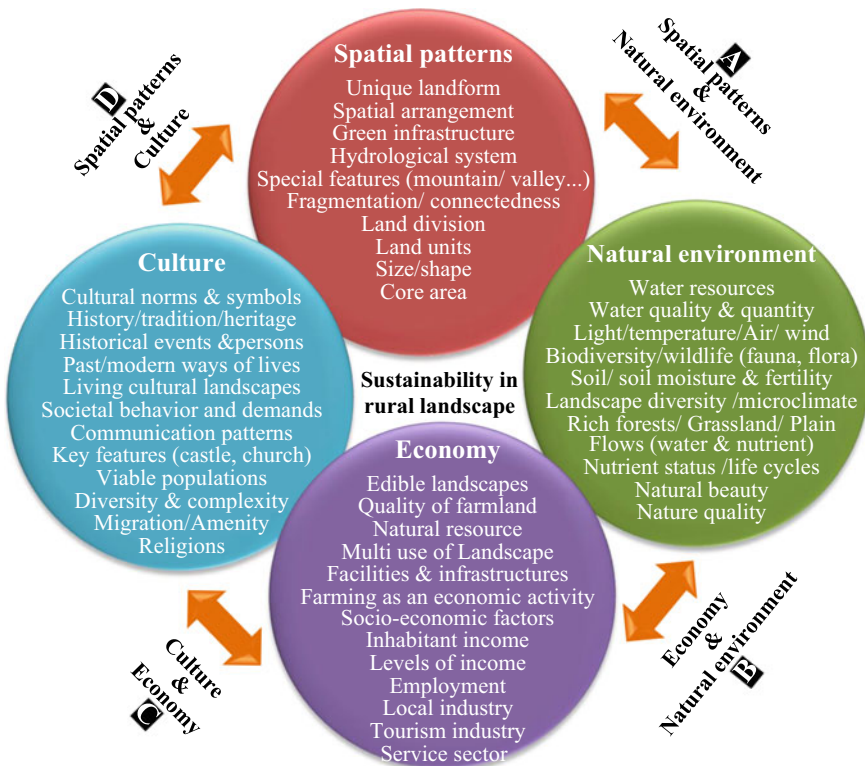 Spatial patterns
Unique landform
Spatial arrangement
Green infrastructure
Hydrological system
Special features (mountain/ valley...)
Fragmentation/ connectedness
Land division
Land units
Size/shape
Core area
A
Spatial patterns
&
Natural environment
Natural environment
Water resources
Water quality & quantity
Light/temperature/Air/ wind
Biodiversity/wildlife (fauna, flora)
Soil/ soil moisture & fertility
Landscape diversity /microclimate
Rich forests/ Grassland/ Plain
Flows (water & nutrient)
Nutrient status /life cycles
Natural beauty
Nature quality
Economy
&
Natural environment
B
Economy
Edible landscapes
Quality of farmland
Natural resource
Multi use of Landscape
Facilities & infrastructures
Farming as an economic activity
Socio-economic factors
Inhabitant income
Levels of income
Employment
Local industry
Tourism industry
Service sector
Culture
&
Economy
C
Culture
Cultural norms & symbols
History/tradition/heritage
Historical events &persons
Past/modern ways of lives
Living cultural landscapes
Societal behavior and demands
Communication patterns
Key features (castle, church)
Viable populations
Diversity & complexity
Migration/Amenity
Religions
D
Spatial patterns
&
Culture
Sustainability in
rural landscape